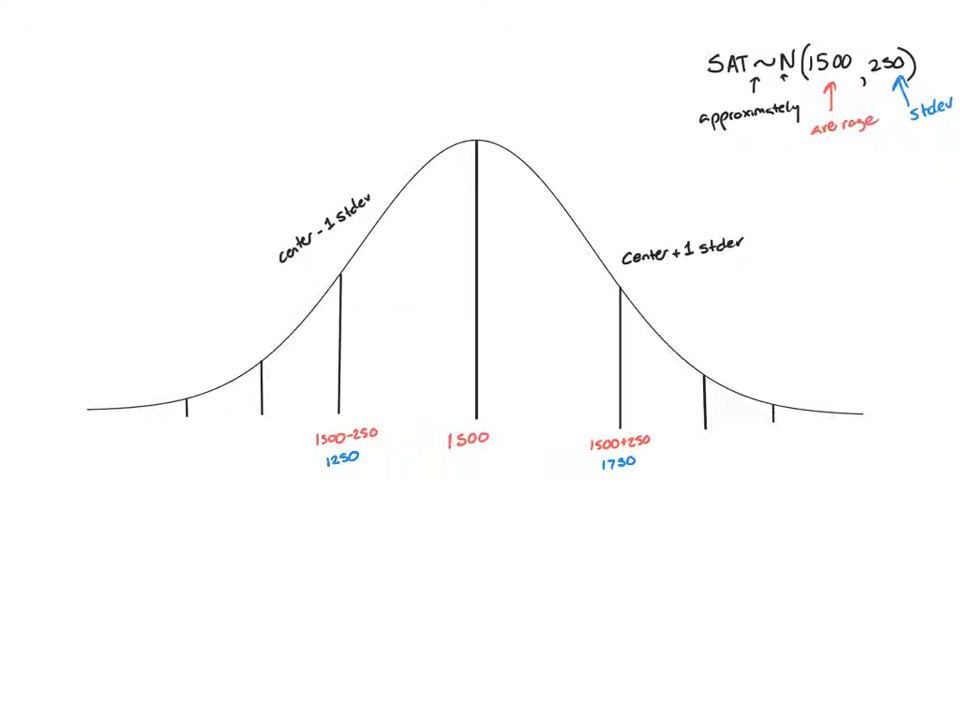 SAT ~ N(1500, 250)
approximately
average
stdev
center - 1 stdev
center + 1 stdev
1500-250
1250
1500
1500+250
1750